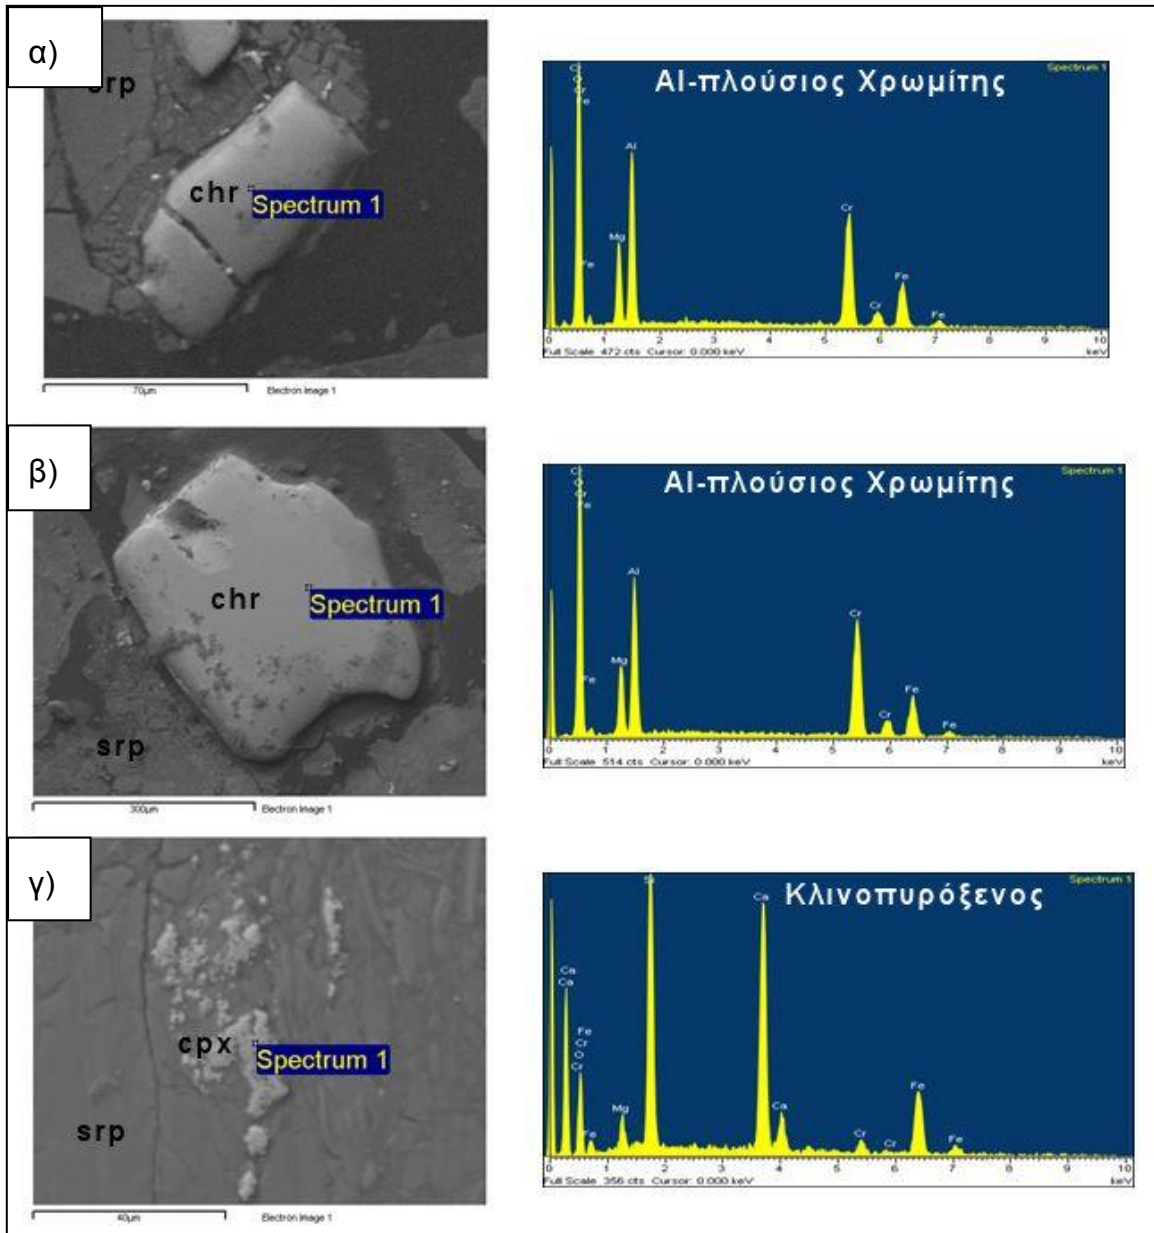 α)
srp
chr
Spectrum 1
70μm
Electron Image 1
Spectrum 1
Al-πλούσιος Χρωμίτης
Cr
O
Cr
Fe
Al
Mg
Fe
Cr
Cr
Fe
Fe
0 1 2 3 4 5 6 7 8 9 10
Full Scale 472 cts Cursor: 0.000 keV
keV
β)
chr
Spectrum 1
srp
300μm
Electron Image 1
Spectrum 1
Al-πλούσιος Χρωμίτης
Cr
O
Cr
Fe
Al
Mg
Fe
Cr
Cr
Fe
Fe
0 1 2 3 4 5 6 7 8 9 10
Full Scale 514 cts Cursor: 0.000 keV
keV
γ)
cpx
Spectrum 1
srp
40μm
Electron Image 1
Spectrum 1
Κλινοπυρόξενος
Si
Ca
Ca
Ca
Fe
Cr
O
Cr
Fe
Mg
Ca
Cr
Cr
Fe
Fe
0 1 2 3 4 5 6 7 8 9 10
Full Scale 356 cts Cursor: 0.000 keV
keV